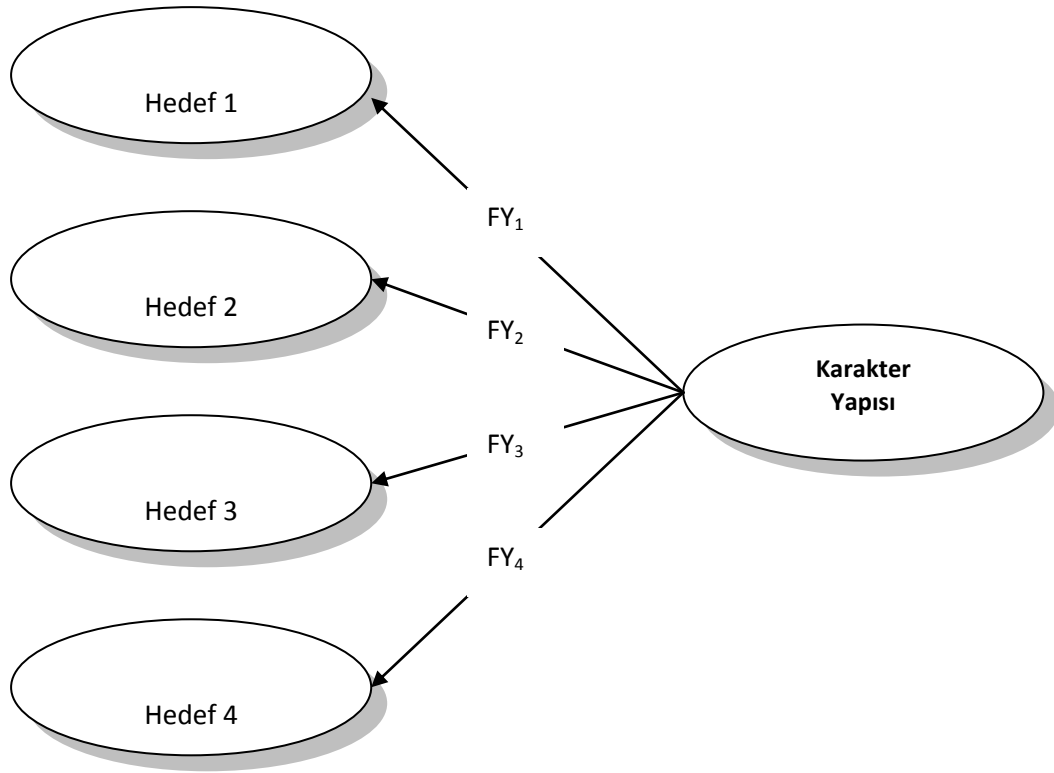 Hedef 1
FY₁
Hedef 2
FY₂
Karakter
Yapısı
FY₃
Hedef 3
FY₄
Hedef 4